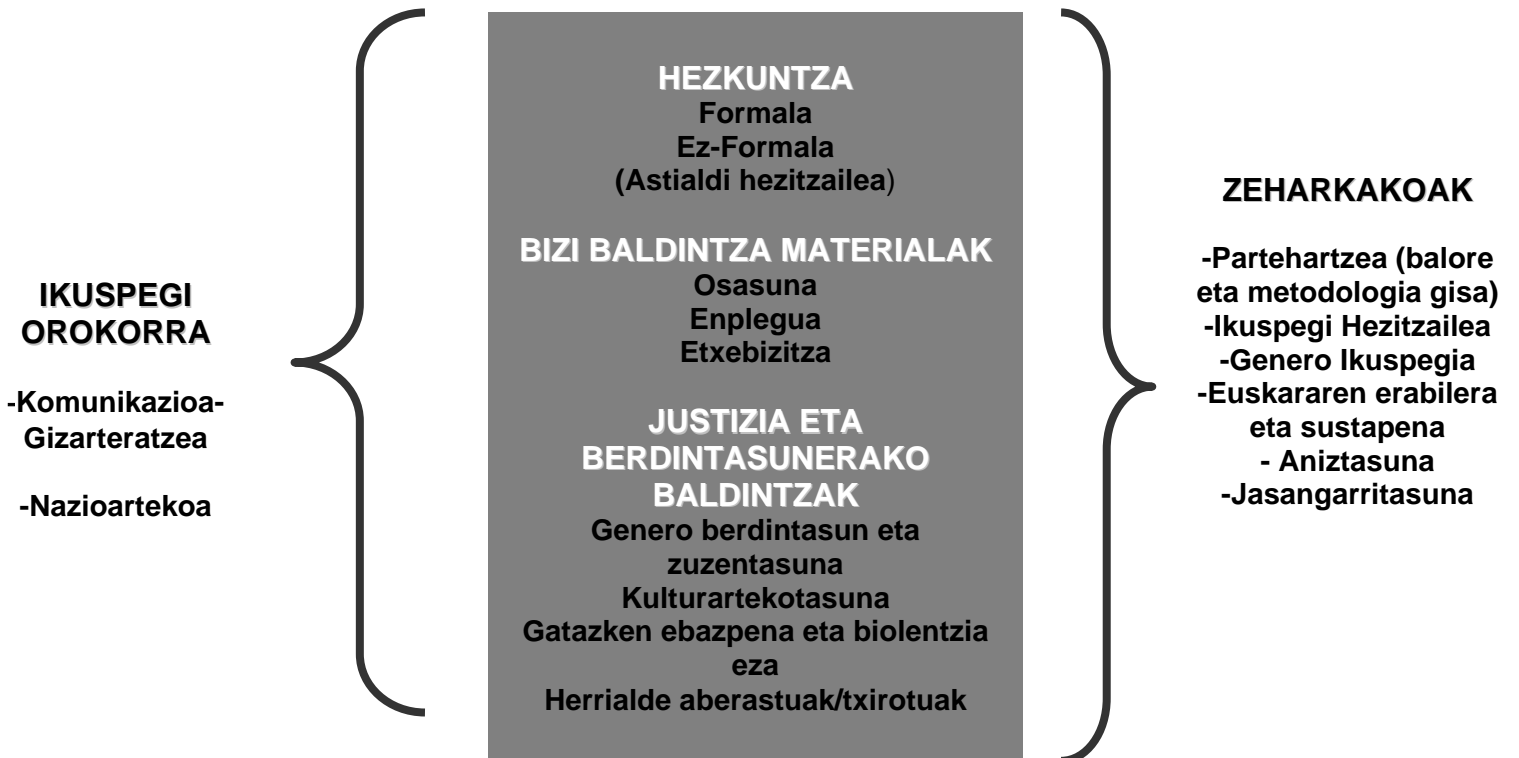 IKUSPEGI
OROKORRA
-Komunikazioa-
Gizarteratzea
-Nazioartekoa
HEZKUNTZA
Formala
Ez-Formala
(Astialdi hezitzailea)
BIZI BALDINTZA MATERIALAK
Osasuna
Enplegua
Etxebizitza
JUSTIZIA ETA
BERDINTASUNERAKO
BALDINTZAK
Genero berdintasun eta
zuzentasuna
Kulturartekotasuna
Gatazken ebazpena eta biolentzia
eza
Herrialde aberastuak/txirotuak
ZEHARKAKOAK
-Partehartzea (balore
eta metodologia gisa)
-Ikuspegi Hezitzailea
-Genero Ikuspegia
-Euskararen erabilera
eta sustapena
- Aniztasuna
-Jasangarritasuna